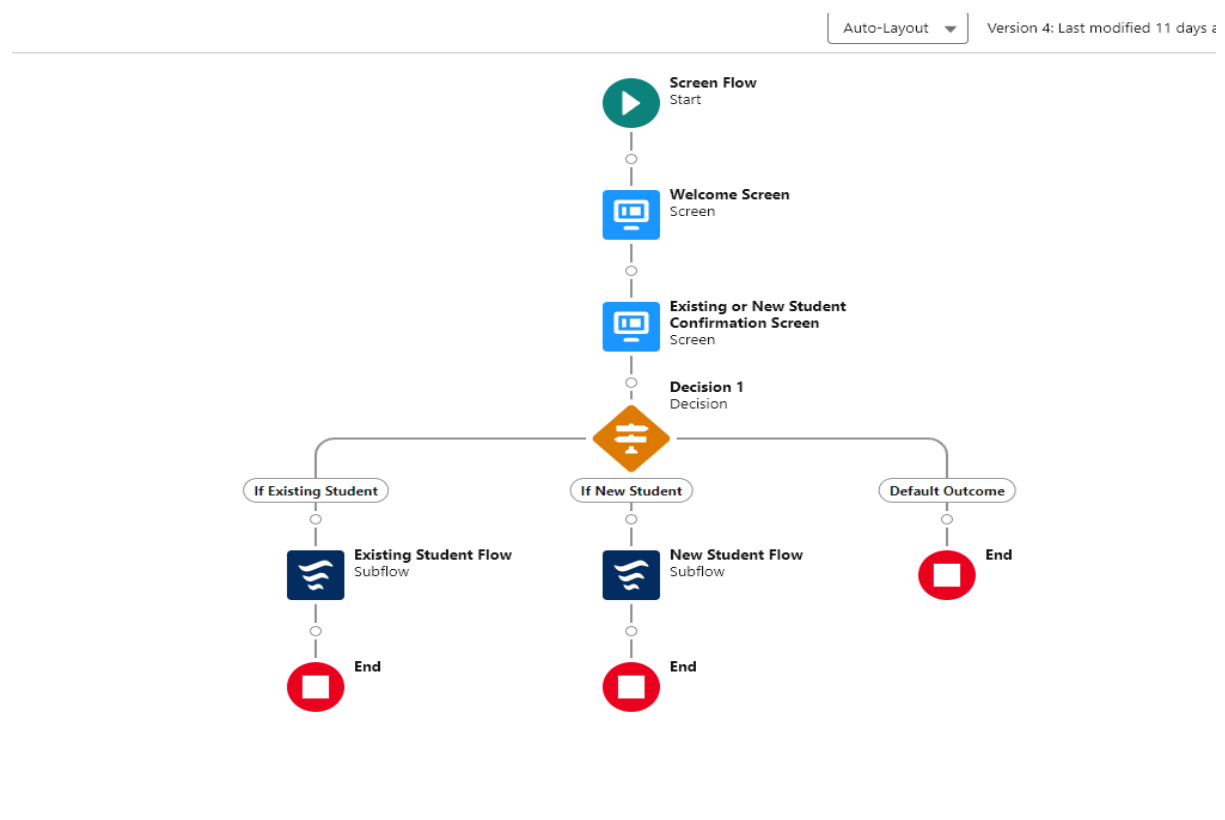 Auto-Layout
Version 4: Last modified 11 days
Screen Flow
Start
Welcome Screen
Screen
Existing or New Student
Confirmation Screen
Screen
Decision 1
Decision
If Existing Student
If New Student
Default Outcome
Existing Student Flow
Subflow
New Student Flow
Subflow
End
End
End